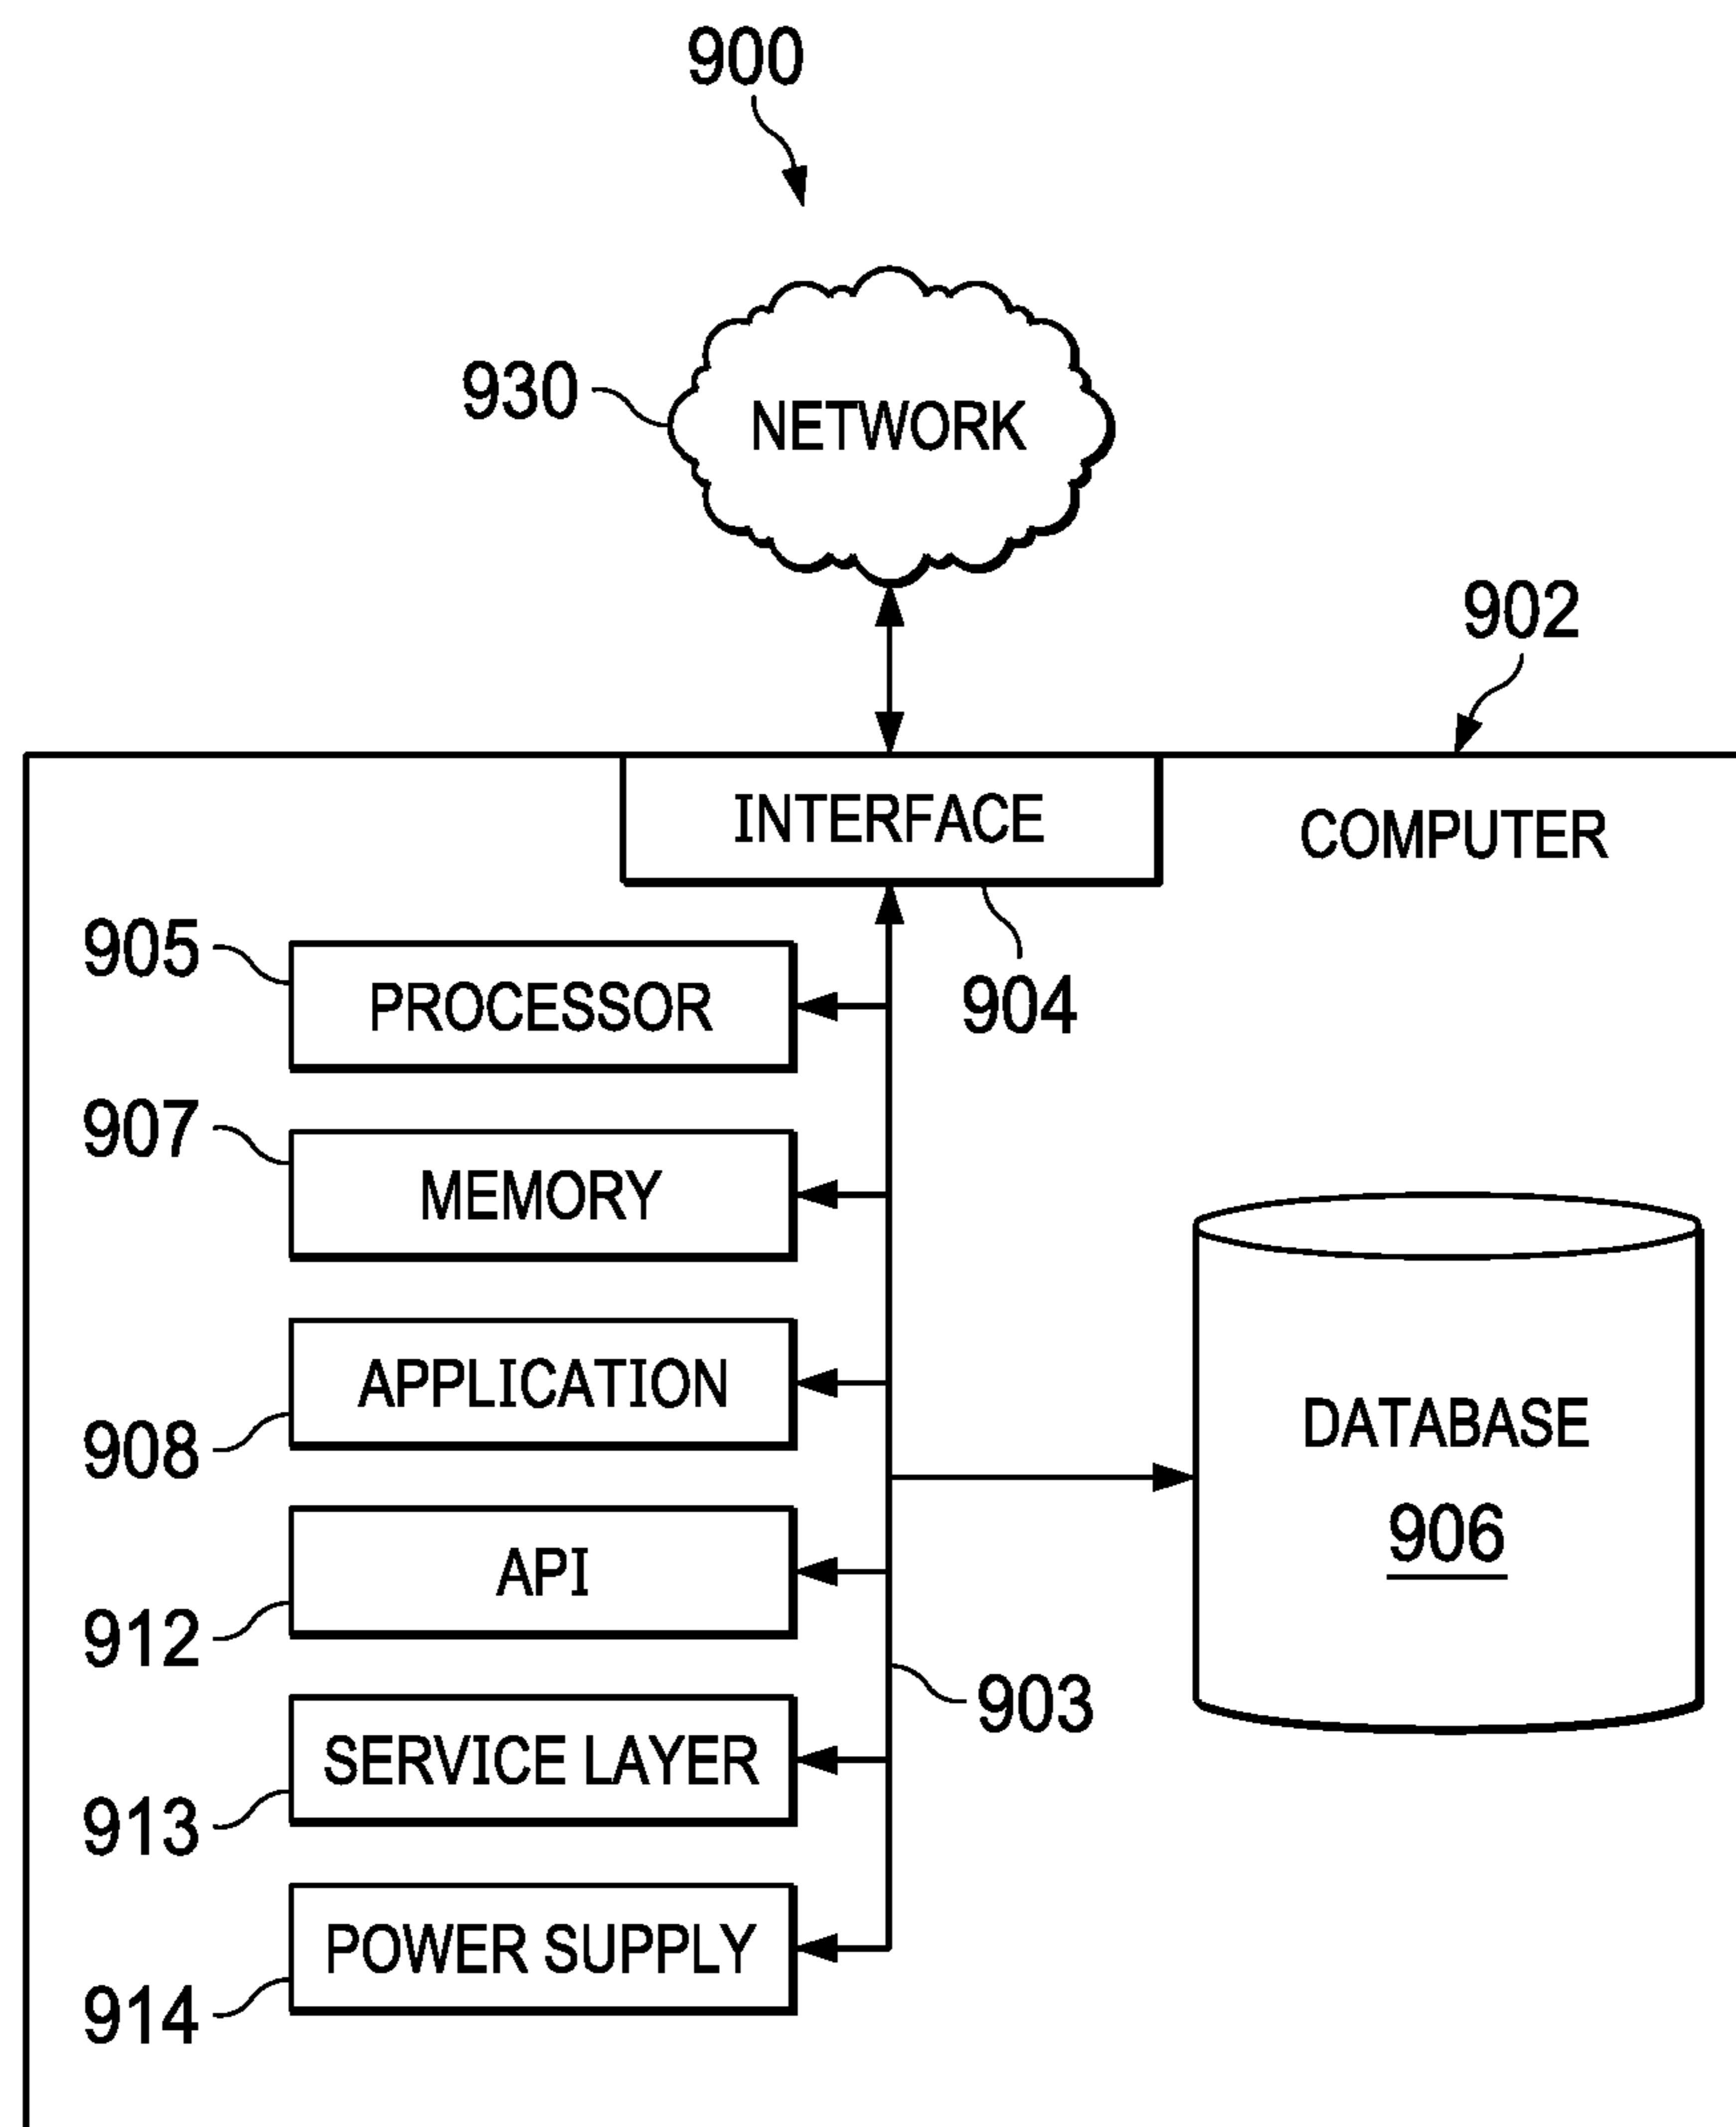 900
930
NETWORK
902
INTERFACE
COMPUTER
905
PROCESSOR
904
907
MEMORY
APPLICATION
908
DATABASE
906
API
912
903
SERVICE LAYER
913
POWER SUPPLY
914